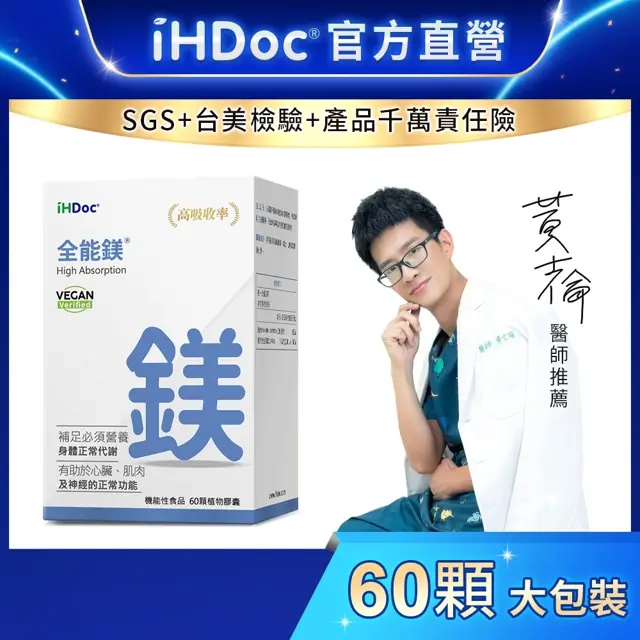 iHDoc® 官方直營
SGS+台美檢驗+產品千萬責任險
iHDoc®
高吸收率
全能鎂®
High Absorption
VEGAN
Verified
鎂
補足必須營養
身體正常代謝
有助於心臟、肌肉
及神經的正常功能
機能性食品 60顆植物膠囊
黃士倫
醫師推薦
60顆 大包裝